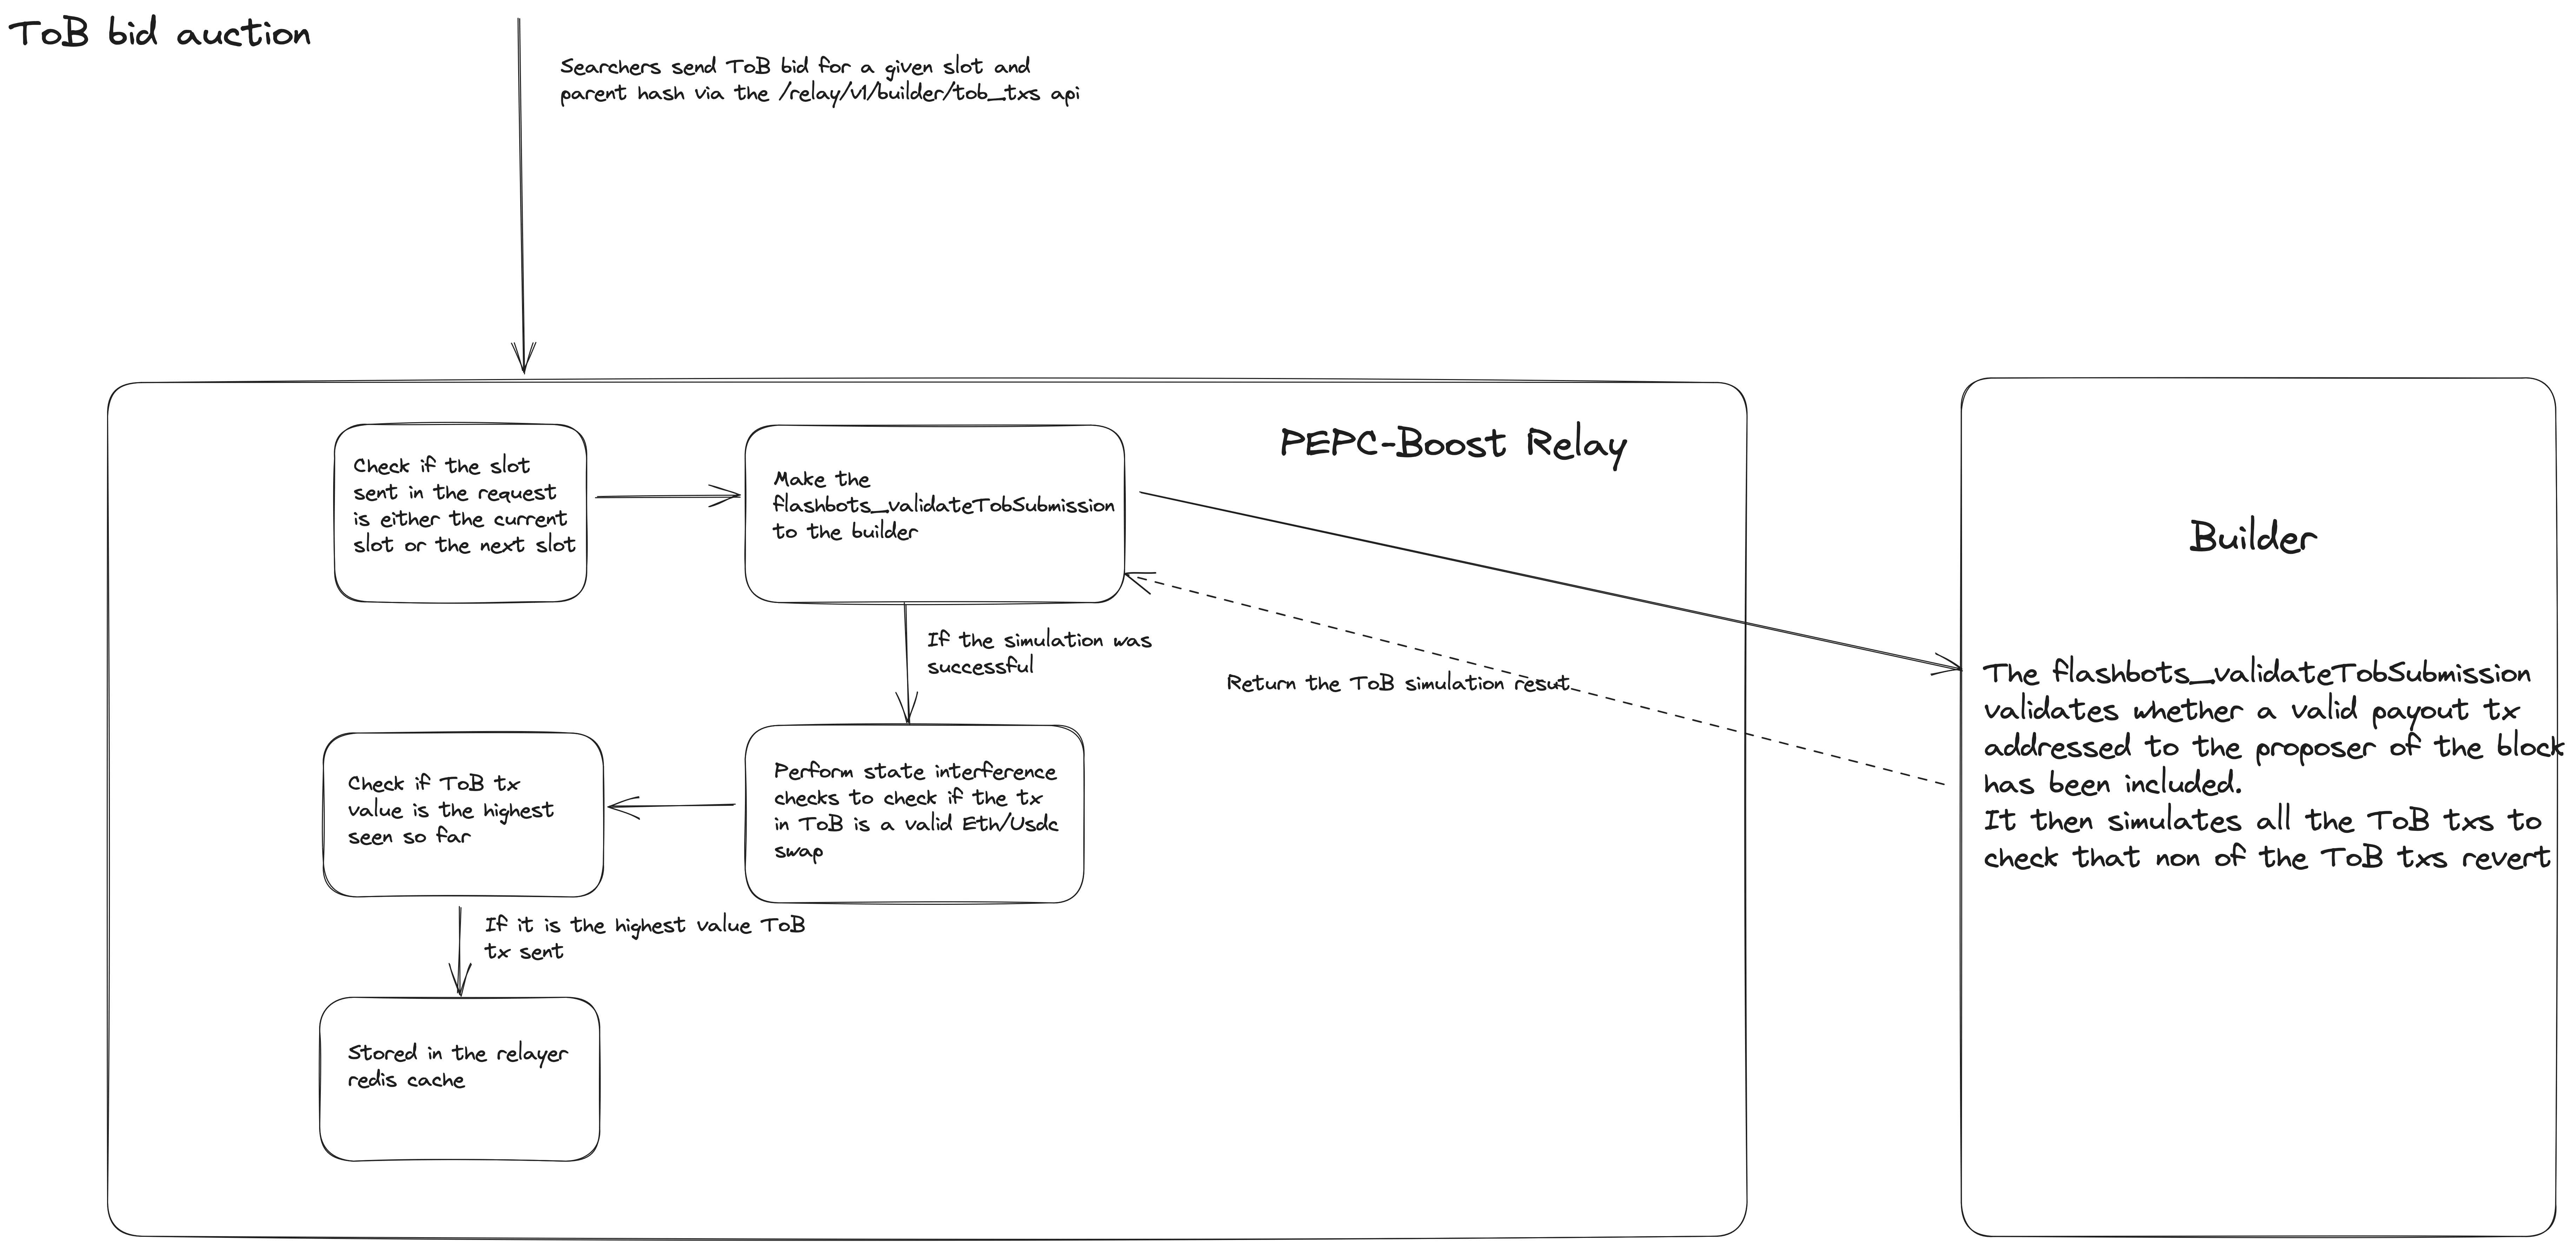 ToB bid auction
Searchers send ToB bid for a given slot and
parent hash via the /relay/v1/builder/tob_txs api
PEPC-Boost Relay
Check if the slot
sent in the request
is either the current
slot or the next slot
Make the
flashbots_validateTobSubmission
to the builder
If the simulation was
successful
Return the ToB simulation resut
Perform state interference
checks to check if the tx
in ToB is a valid Eth/Usdc
swap
Check if ToB tx
value is the highest
seen so far
If it is the highest value ToB
tx sent
Stored in the relayer
redis cache
Builder
The flashbots_validateTobSubmission
validates whether a valid payout tx
addressed to the proposer of the block
has been included.
It then simulates all the ToB txs to
check that non of the ToB txs revert